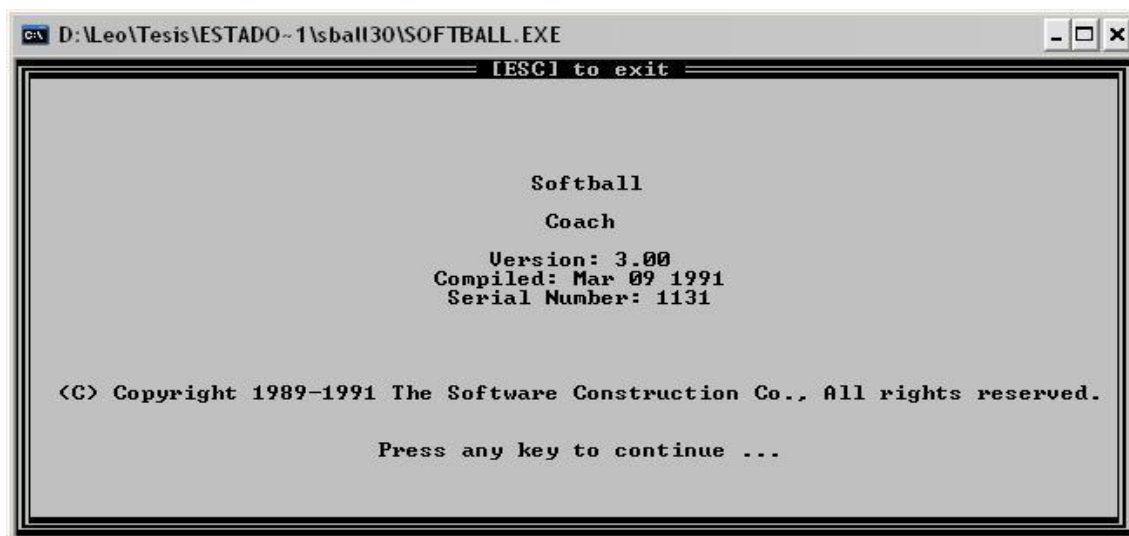 D:\Leo\Tesis\ESTADO~1\sball30\SOFTBALL.EXE
[ESC] to exit
Softball
Coach
Version: 3.00
Compiled: Mar 09 1991
Serial Number: 1131
(C) Copyright 1989-1991 The Software Construction Co., All rights reserved.
Press any key to continue ...